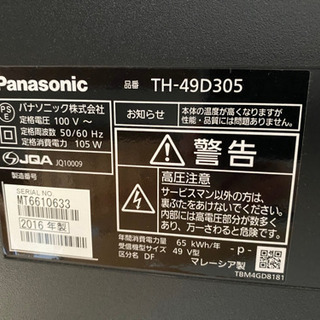 Panasonic
品番 TH-49D305
パナソニック株式会社
定格電圧 100 V ~
定格周波数 50/60 Hz
定格消費電力 105 W
PS
E
JQA JQ10009
製造番号
SERIAL NO.
MT6610633
2016 年製
お知らせ
本体の温度が高くなりますが、
性能・品質には問題ありません。
警告
高圧注意
サービスマン以外の方は、
裏ぶたをあけないでください。
内部には高電圧部分が数多く
あり、万一さわると危険です。
年間消費電力量 65 kWh/年
受信機型サイズ 49 V型
区分名 DF
-p-
マレーシア製
TBM4GD8181